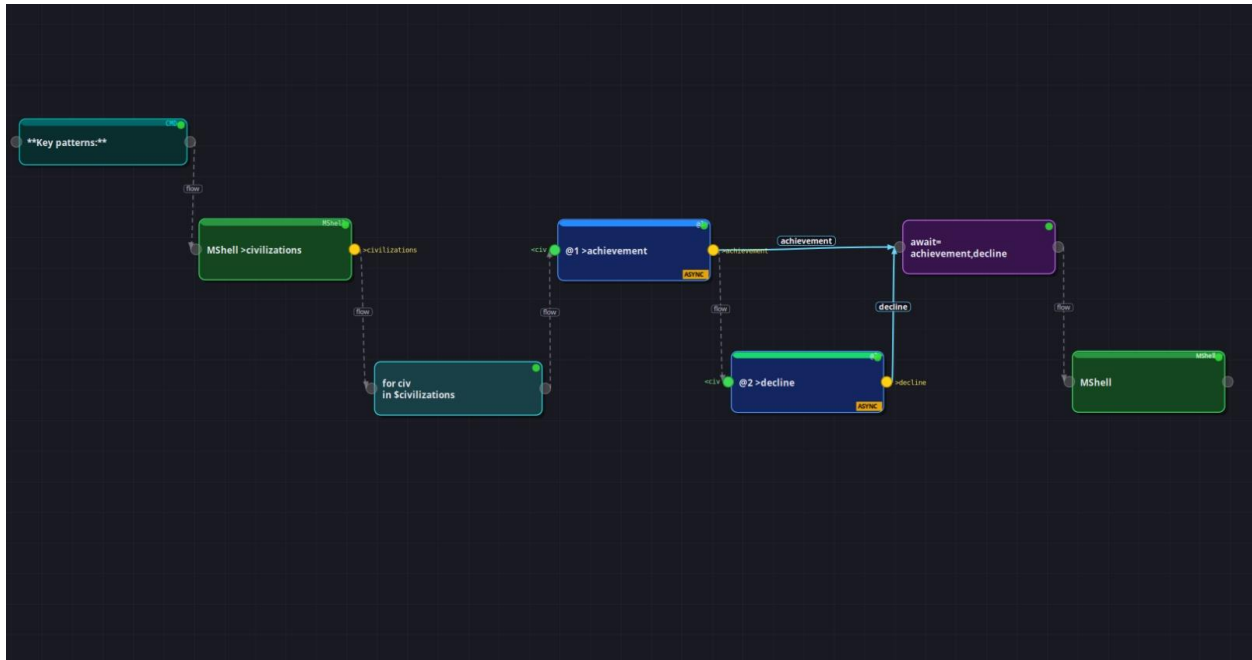 **Key patterns:**
flow
MShell
MShell >civilizations
>civilizations
flow
for civ
in $civilizations
flow
<civ
@1 >achievement
>achievement
ASYNC
achievement
flow
<civ
@2 >decline
>decline
ASYNC
decline
await=
achievement,decline
flow
MShell
MShell